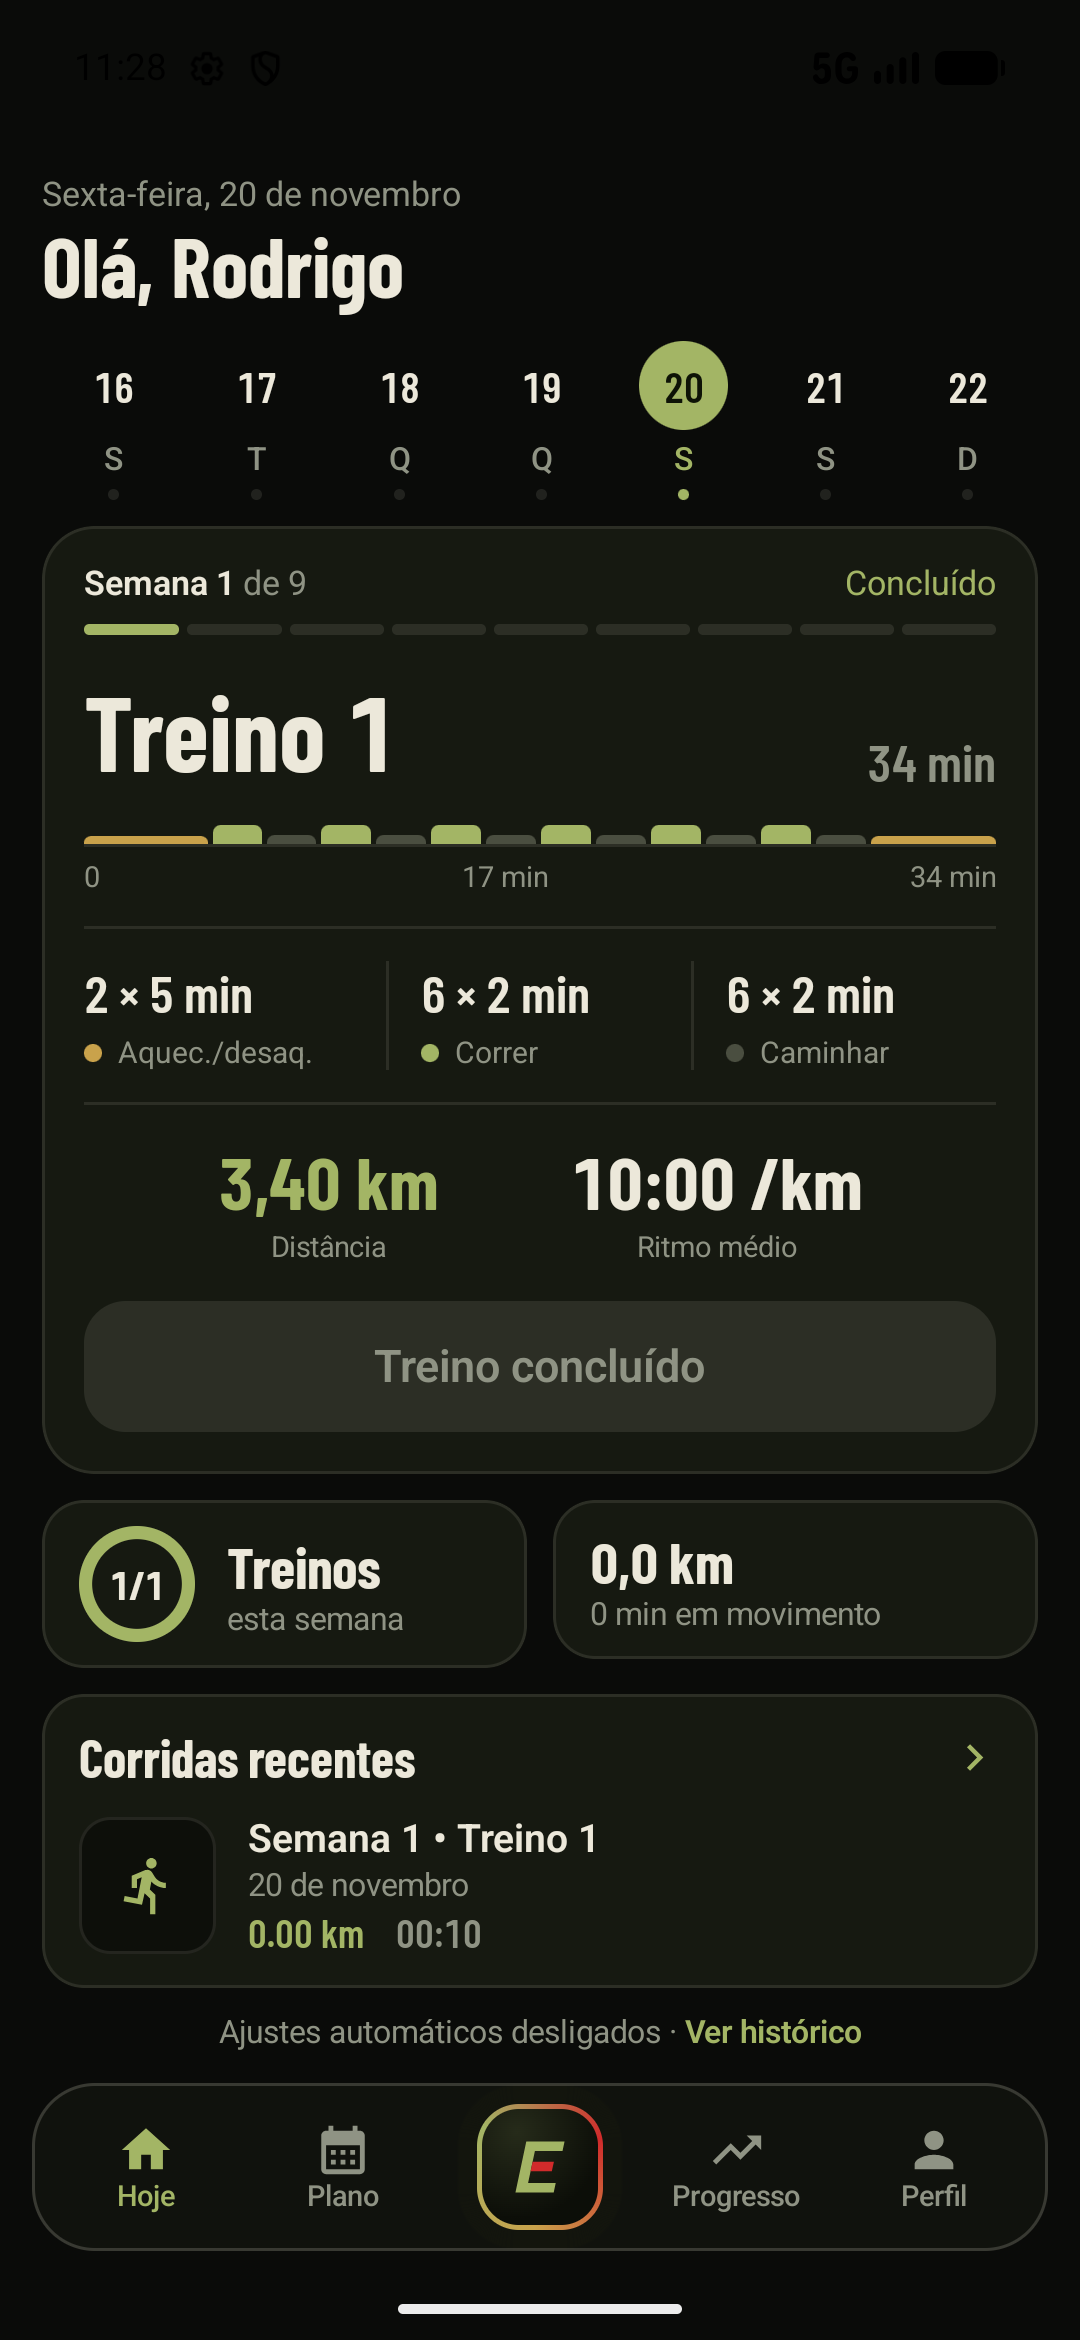 11:28
5G
Sexta-feira, 20 de novembro
Olá, Rodrigo
16 17 18 19 20 21 22
S T Q Q S S D
Semana 1 de 9
Concluído
Treino 1
34 min
0 17 min 34 min
2 × 5 min 6 × 2 min 6 × 2 min
Aquec./desaq. Correr Caminhar
3,40 km 10:00 /km
Distância Ritmo médio
Treino concluído
1/1
Treinos
esta semana
0,0 km
0 min em movimento
Corridas recentes
Semana 1 • Treino 1
20 de novembro
0.00 km 00:10
Ajustes automáticos desligados · Ver histórico
E
Hoje Plano Progresso Perfil